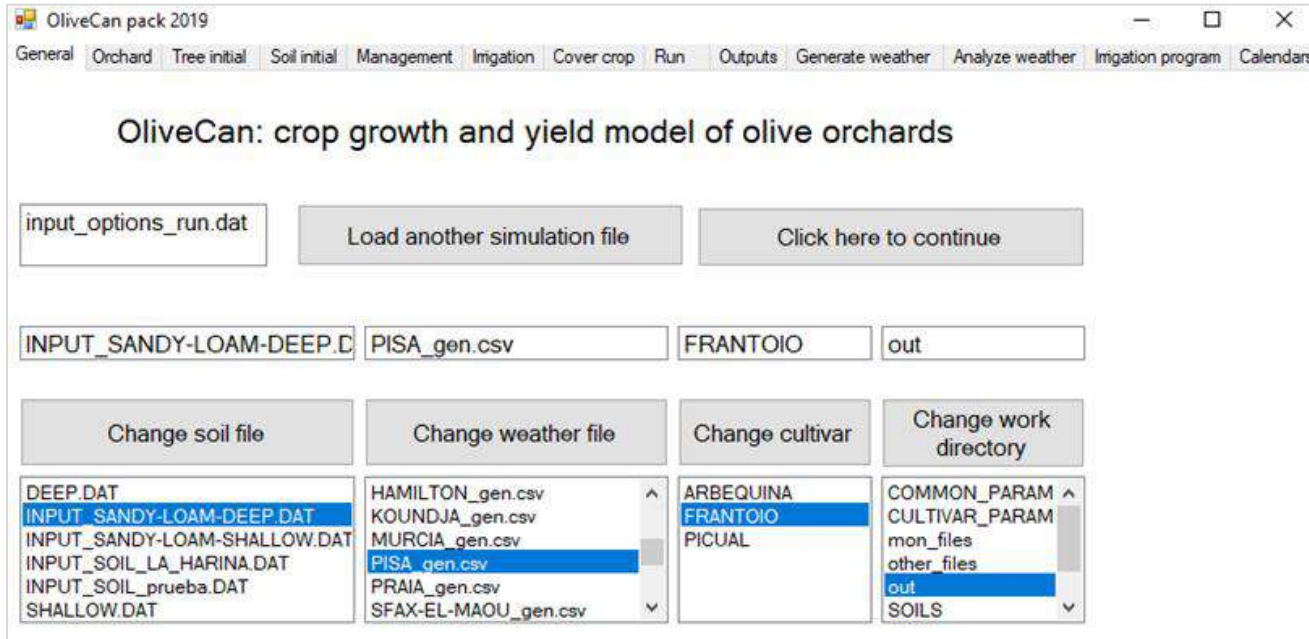 OliveCan pack 2019
General Orchard Tree initial Soil initial Management Irrigation Cover crop Run Outputs Generate weather Analyze weather Irrigation program Calendars
OliveCan: crop growth and yield model of olive orchards
input_options_run.dat Load another simulation file Click here to continue
INPUT_SANDY-LOAM-DEEP.D PISA_gen.csv FRANTOIO out
Change soil file Change weather file Change cultivar Change work
directory
DEEP.DAT HAMILTON_gen.csv ARBEQUINA COMMON_PARAM
INPUT_SANDY-LOAM-DEEP.DAT KOUNDJA_gen.csv FRANTOIO CULTIVAR_PARAM
INPUT_SANDY-LOAM-SHALLOW.DAT MURCIA_gen.csv PICUAL mon_files
INPUT_SOIL_LA_HARINA.DAT PISA_gen.csv other_files
INPUT_SOIL_prueba.DAT PRAIA_gen.csv out
SHALLOW.DAT SFAX-EL-MAOU_gen.csv SOILS